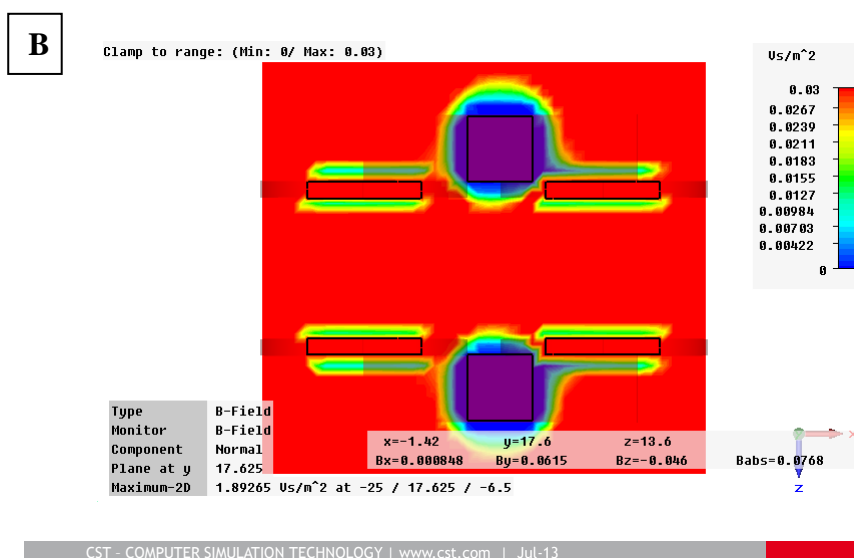 B
Clamp to range: (Min: 0/ Max: 0.03)
Vs/m^2
0.03
0.0267
0.0239
0.0211
0.0183
0.0155
0.0127
0.00984
0.00703
0.00422
0
Type B-Field
Monitor B-Field
Component Normal
Plane at y 17.625
Maximum-2D 1.89265 Vs/m^2 at -25 / 17.625 / -6.5
x=-1.42 y=17.6 z=13.6
Bx=0.000848 By=0.0615 Bz=-0.046 Babs=0.0768
x
z
CST – COMPUTER SIMULATION TECHNOLOGY | www.cst.com | Jul-13